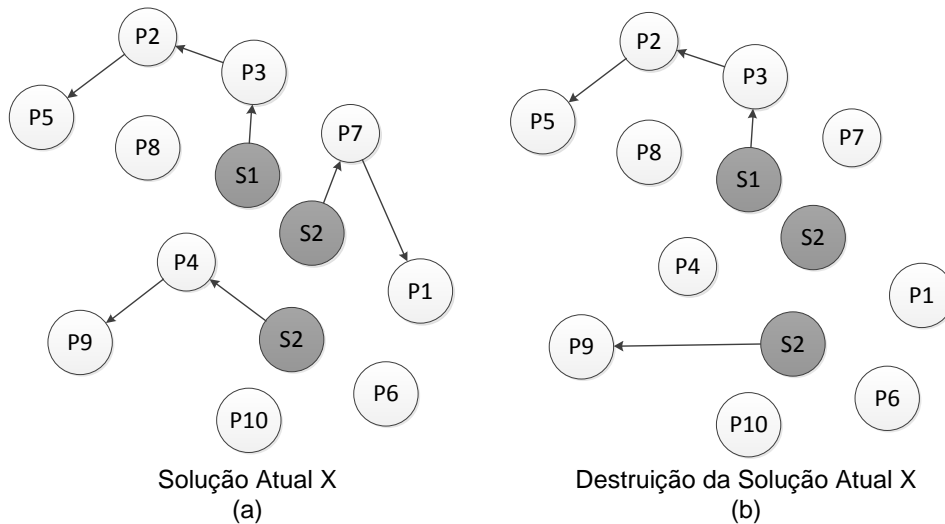 P2
P3
P5
P8
P7
S1
S2
P4
P1
P9
S2
P6
P10
Solução Atual X
(a)
P2
P3
P5
P8
P7
S1
S2
P4
P1
P9
S2
P6
P10
Destruição da Solução Atual X
(b)